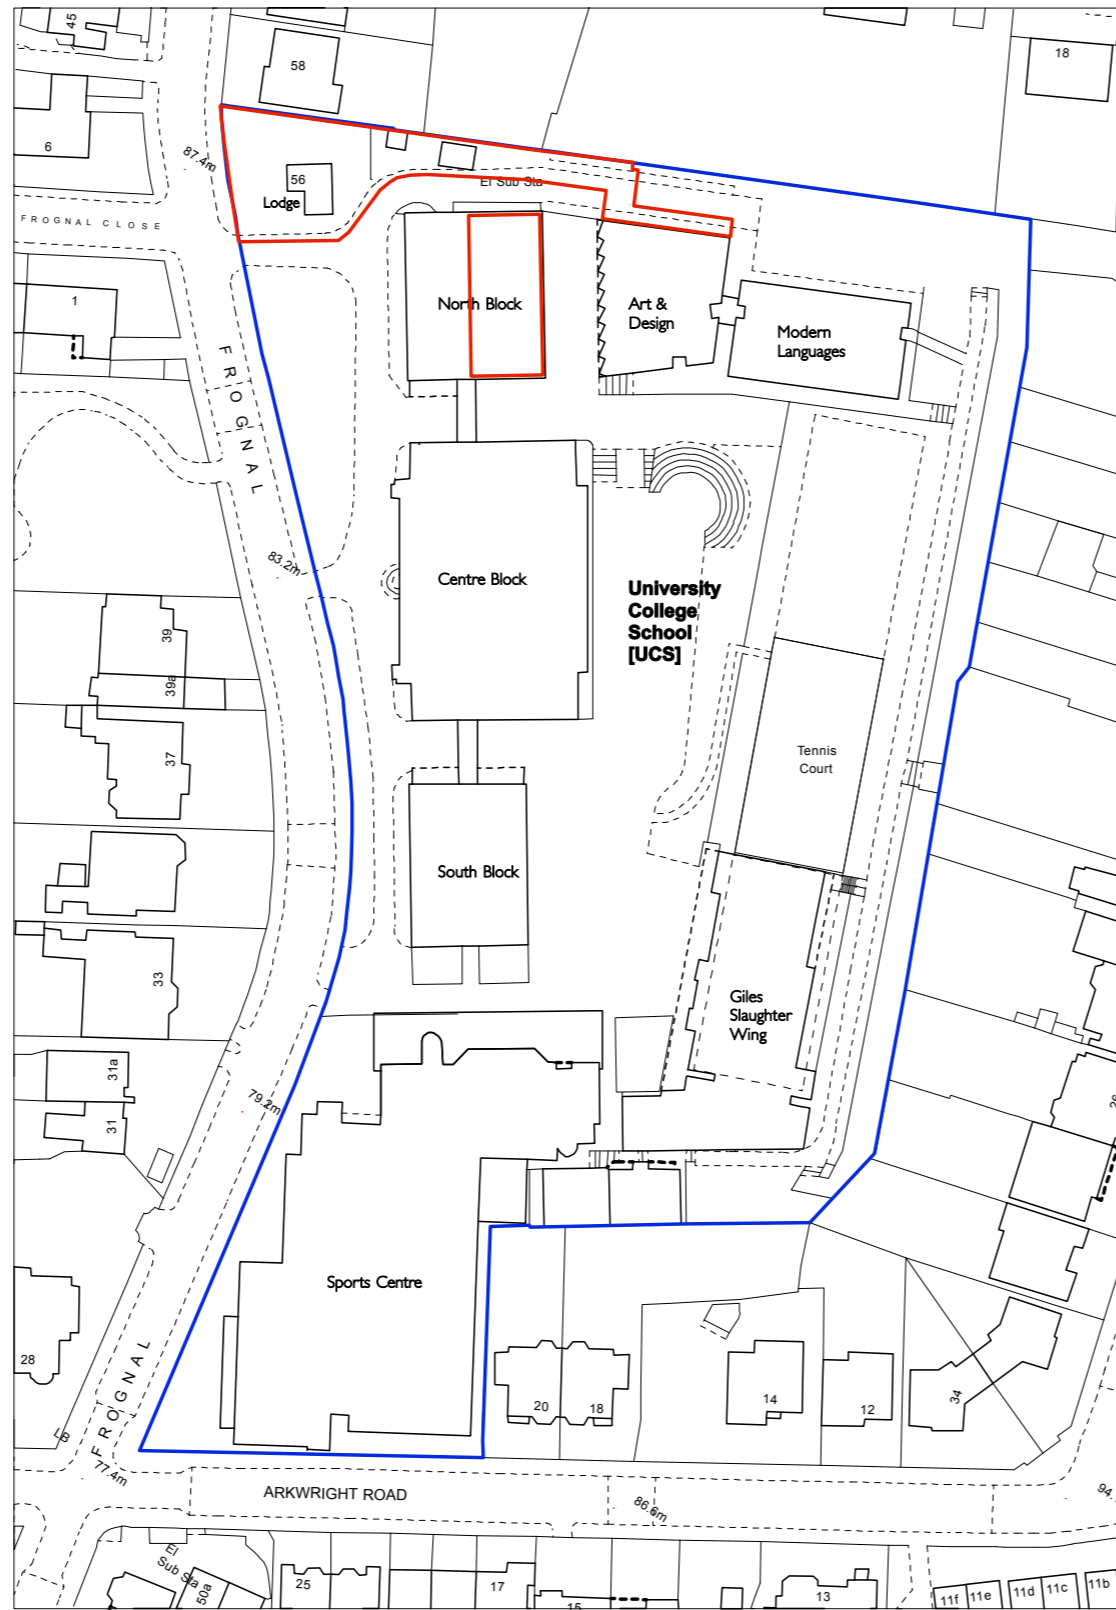 45
58
18
6
87.4m
56
Lodge
El Sub Sta
FROGNAL CLOSE
1
North Block
Art &
Design
Modern
Languages
FROGNAL
83.2m
Centre Block
University
College
School
[UCS]
39
39a
37
Tennis
Court
South Block
33
Giles
Slaughter
Wing
31a
31
79.2m
26
Sports Centre
28
20
18
14
12
34
FROGNAL
LB
77.4m
ARKWRIGHT ROAD
86.6m
94.
El
Sub Sta
50a
25
17
15
13
11f
11e
11d
11c
11b